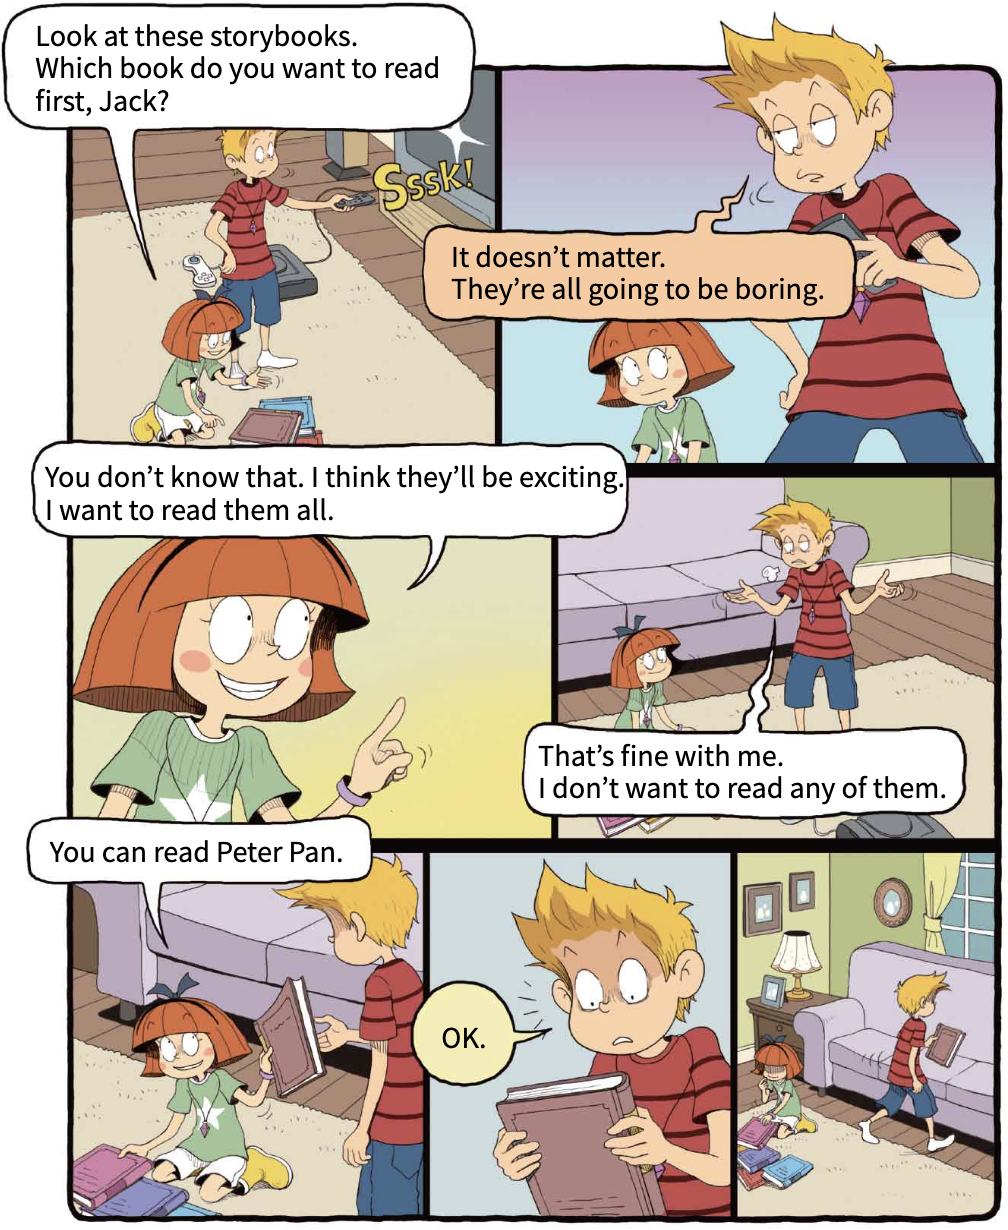 Look at these storybooks.
Which book do you want to read
first, Jack?
Sssk!
It doesn't matter.
They're all going to be boring.
You don't know that. I think they'll be exciting.
I want to read them all.
That's fine with me.
I don't want to read any of them.
You can read Peter Pan.
OK.